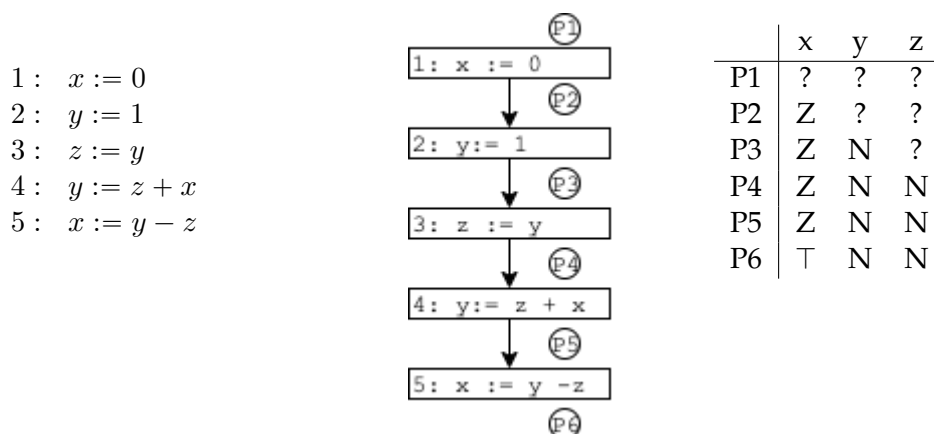 1 : x := 0
2 : y := 1
3 : z := y
4 : y := z + x
5 : x := y − z
P1
1: x := 0
P2
2: y:= 1
P3
3: z := y
P4
4: y:= z + x
P5
5: x := y -z
P6
x y z
P1 ? ? ?
P2 Z ? ?
P3 Z N ?
P4 Z N N
P5 Z N N
P6 ⊤ N N